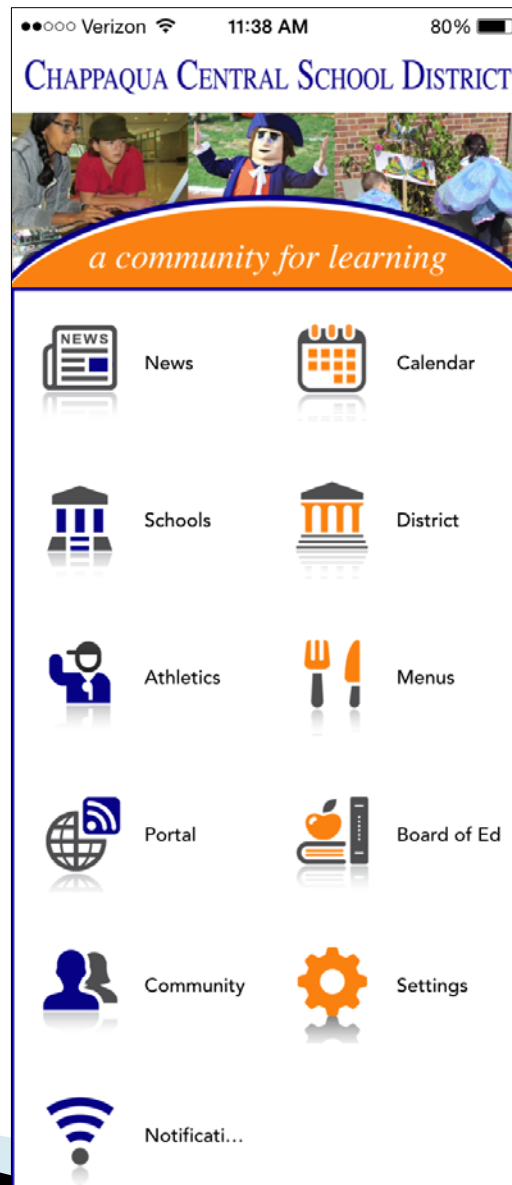 Verizon 11:38 AM 80%
CHAPPAQUA CENTRAL SCHOOL DISTRICT
a community for learning
NEWS
News Calendar
Schools District
Athletics Menus
Portal Board of Ed
Community Settings
Notificati...